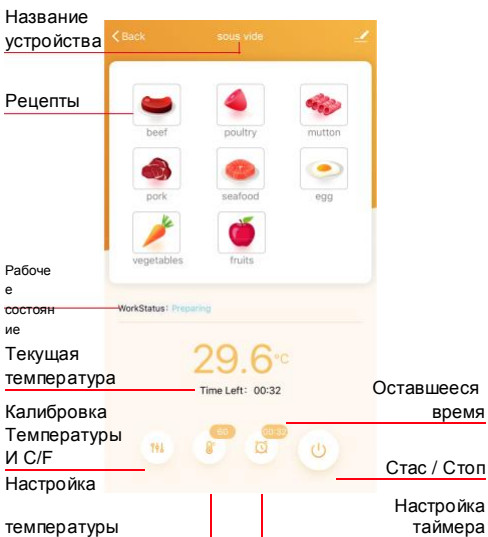 Название
устройства
Back
sous vide
Рецепты
beef
poultry
mutton
pork
seafood
egg
vegetables
fruits
Рабоче
е
состоян
ие
WorkStatus: Preparing
29.6°C
Текущая
температура
Time Left: 00:32
Оставшееся
время
60
00:32
Калибровка
Температуры
И C/F
Стас / Стоп
Настройка
температуры
Настройка
таймера